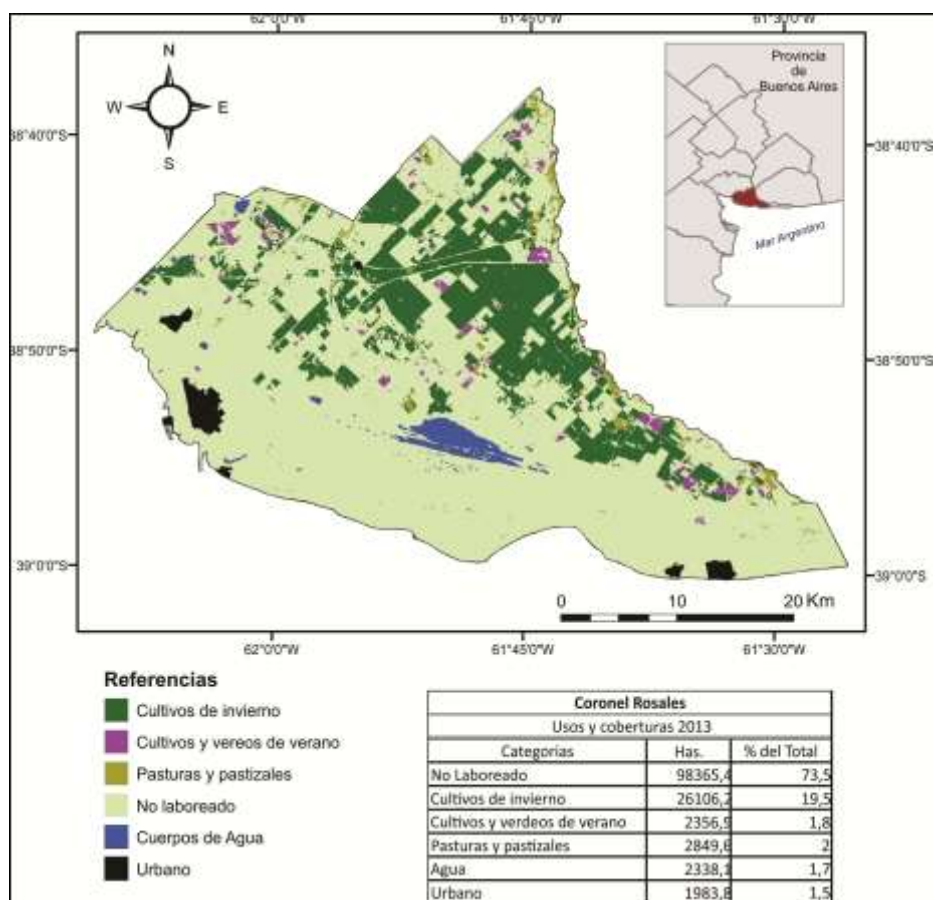 62°0'0"W 61°45'0"W 61°30'0"W
N
W E
S
Provincia
de
Buenos Aires
Mar Argentino
38°40'0"S 38°40'0"S
38°50'0"S 38°50'0"S
39°0'0"S 39°0'0"S
0 10 20 Km
62°0'0"W 61°45'0"W 61°30'0"W
Referencias
Cultivos de invierno
Cultivos y vereos de verano
Pasturas y pastizales
No laboreado
Cuerpos de Agua
Urbano
Coronel Rosales
Usos y coberturas 2013
Categorias Has. % del Total
No Laboreado 98365,4 73,5
Cultivos de invierno 26106,2 19,5
Cultivos y verdeos de verano 2356,9 1,8
Pasturas y pastizales 2849,6 2
Agua 2338,1 1,7
Urbano 1983,8 1,5